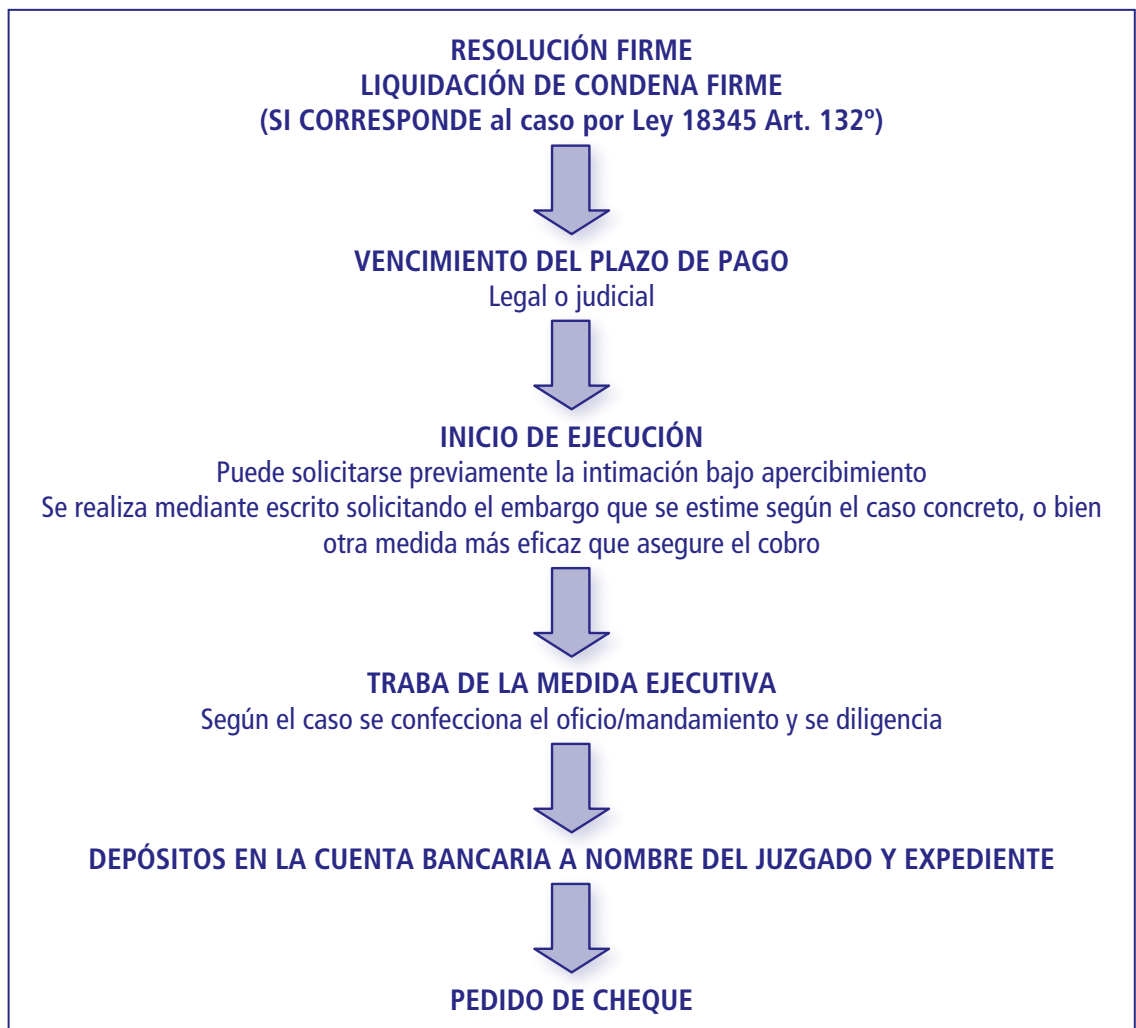 RESOLUCIÓN FIRME
LIQUIDACIÓN DE CONDENA FIRME
(SI CORRESPONDE al caso por Ley 18345 Art. 132º)
VENCIMIENTO DEL PLAZO DE PAGO
Legal o judicial
INICIO DE EJECUCIÓN
Puede solicitarse previamente la intimación bajo apercibimiento
Se realiza mediante escrito solicitando el embargo que se estime según el caso concreto, o bien
otra medida más eficaz que asegure el cobro
TRABA DE LA MEDIDA EJECUTIVA
Según el caso se confecciona el oficio/mandamiento y se diligencia
DEPÓSITOS EN LA CUENTA BANCARIA A NOMBRE DEL JUZGADO Y EXPEDIENTE
PEDIDO DE CHEQUE